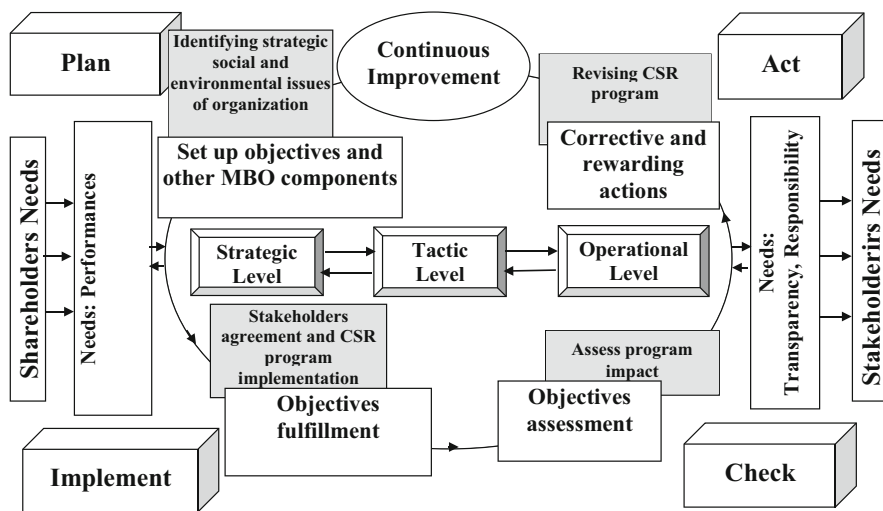 Plan
Identifying strategic
social and
environmental issues
of organization
Continuous
Improvement
Revising CSR
program
Act
Set up objectives and
other MBO components
Corrective and
rewarding
actions
Shareholders Needs
Needs: Performances
Strategic
Level
Tactic
Level
Operational
Level
Needs:
Transparency, Responsibility
Stakeholderirs Needs
Stakeholders
agreement and CSR
program
implementation
Objectives
fulfillment
Assess program
impact
Objectives
assessment
Implement
Check